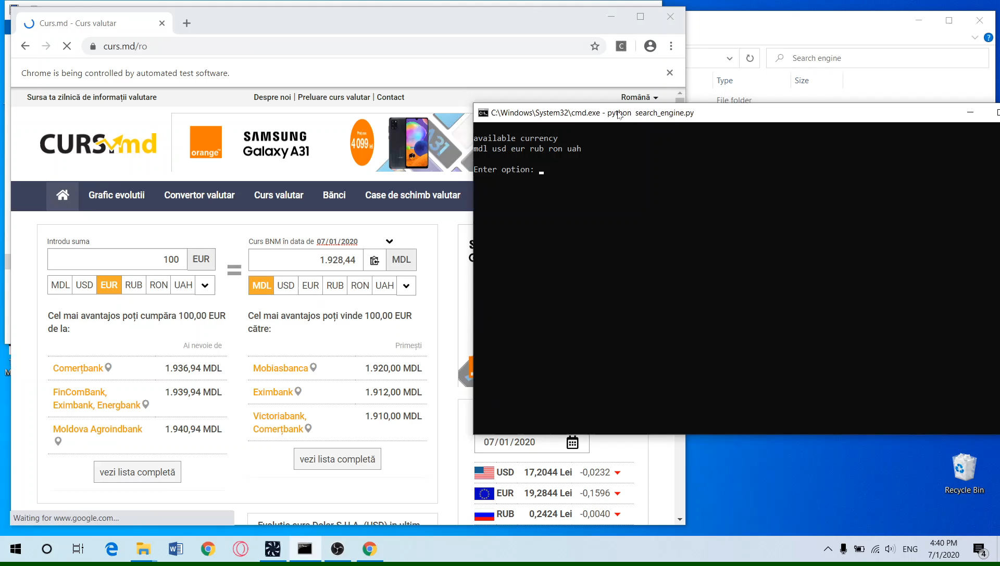 Curs.md - Curs valutar
curs.md/ro
C
Chrome is being controlled by automated test software.
Search engine
Type
Size
File folder
Sursa ta zilnică de informații valutare
Despre noi | Preluare curs valutar | Contact
Română
C:\Windows\System32\cmd.exe - python  search_engine.py
CURS.md
orange™
SAMSUNG
Galaxy A31
4 099 lei
A31
available currency
mdl usd eur rub ron uah
Enter option:
Grafic evolutii
Convertor valutar
Curs valutar
Bănci
Case de schimb valutar
Introdu suma
100 EUR
MDL USD EUR RUB RON UAH
=
Curs BNM în data de 07/01/2020
1.928,44 MDL
MDL USD EUR RUB RON UAH
Cel mai avantajos poți cumpăra 100,00 EUR
de la:
Ai nevoie de
Comerțbank 1.936,94 MDL
FinComBank, 1.939,94 MDL
Eximbank, Energbank
Moldova Agroindbank 1.940,94 MDL
vezi lista completă
Cel mai avantajos poți vinde 100,00 EUR
către:
Primești
Mobiasbanca 1.920,00 MDL
Eximbank 1.912,00 MDL
Victoriabank, 1.910,00 MDL
Comerțbank
vezi lista completă
07/01/2020
USD 17,2044 Lei -0,0232
EUR 19,2844 Lei -0,1596
RUB 0,2424 Lei -0,0040
Waiting for www.google.com...
Evoluție curs Dolar S.U.A. (USD) in ultim
Recycle Bin
ENG
4:40 PM
7/1/2020
4